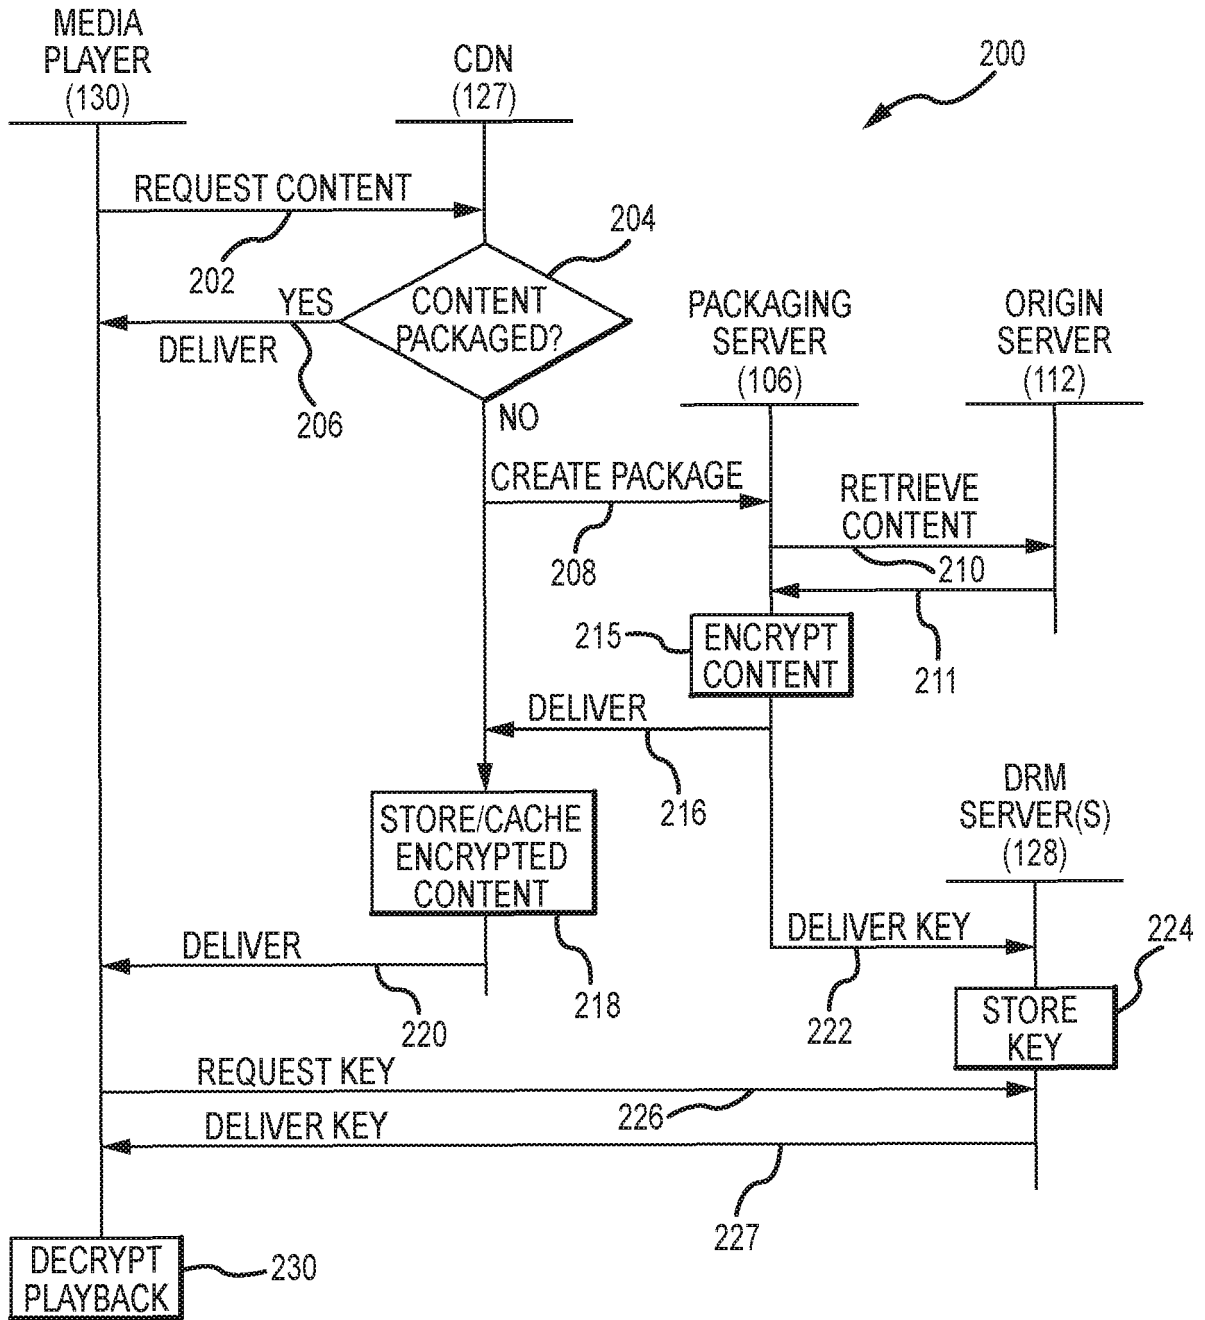 MEDIA
PLAYER
(130)
CDN
(127)
200
REQUEST CONTENT
202
204
CONTENT
PACKAGED?
YES
DELIVER
206
NO
PACKAGING
SERVER
(106)
ORIGIN
SERVER
(112)
CREATE PACKAGE
208
RETRIEVE
CONTENT
210
211
215
ENCRYPT
CONTENT
DELIVER
216
STORE/CACHE
ENCRYPTED
CONTENT
218
DRM
SERVER(S)
(128)
DELIVER KEY
222
224
STORE
KEY
DELIVER
220
REQUEST KEY
226
DELIVER KEY
227
DECRYPT
PLAYBACK
230